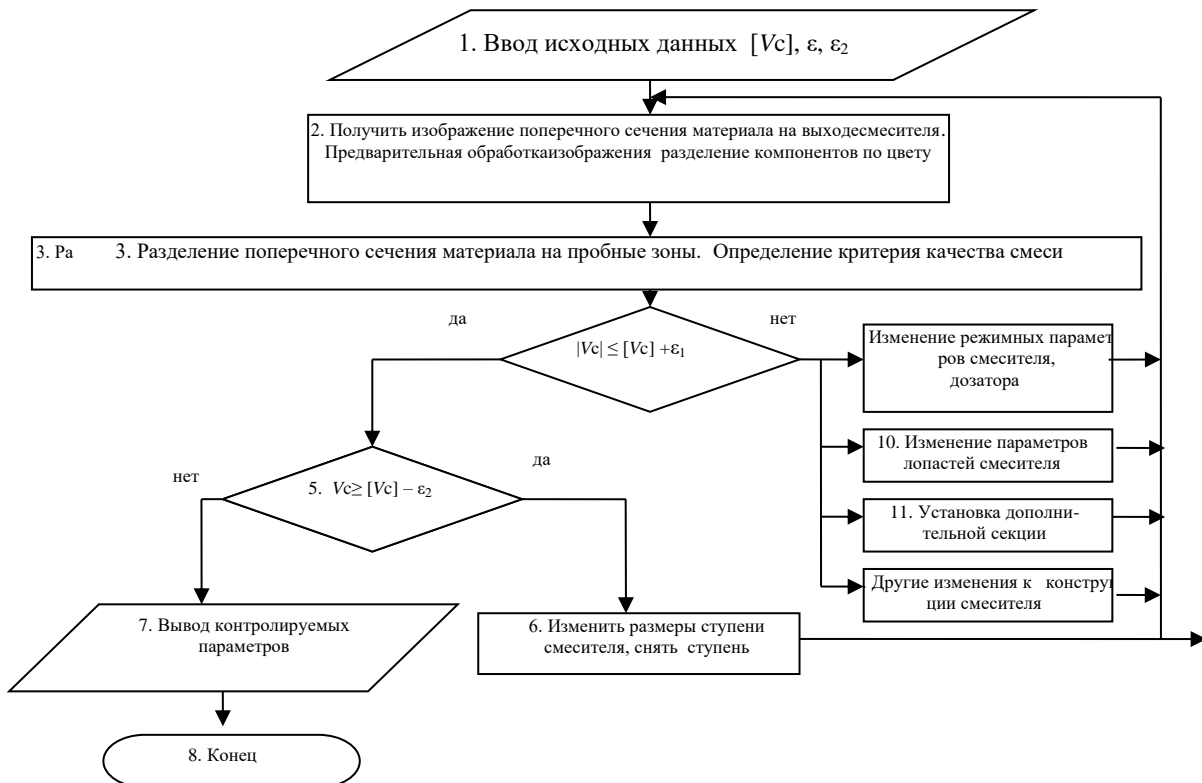 1. Ввод исходных данных [Vc], ε, ε₂
2. Получить изображение поперечного сечения материала на выходесмесителя.
Предварительная обработкаизображения разделение компонентов по цвету
3. Ра
3. Разделение поперечного сечения материала на пробные зоны. Определение критерия качества смеси
да
нет
|Vc| ≤ [Vc] +ε₁
Изменение режимных парамет
ров смесителя,
дозатора
10. Изменение параметров
лопастей смесителя
нет
да
5. Vc≥ [Vc] – ε₂
11. Установка дополни-
тельной секции
Другие изменения к констру
ции смесителя
7. Вывод контролируемых
параметров
6. Изменить размеры ступени
смесителя, снять ступень
8. Конец